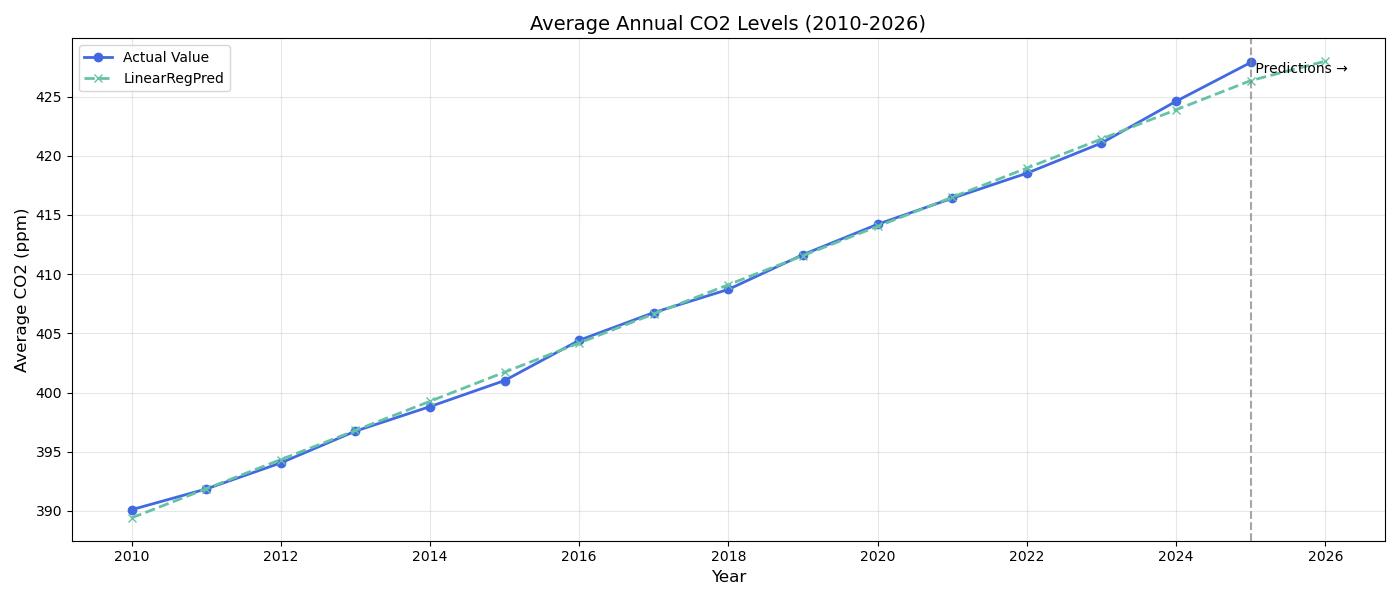 Average Annual CO2 Levels (2010-2026)
Actual Value
LinearRegPred
Predictions →
Average CO2 (ppm)
425
420
415
410
405
400
395
390
2010 2012 2014 2016 2018 2020 2022 2024 2026
Year